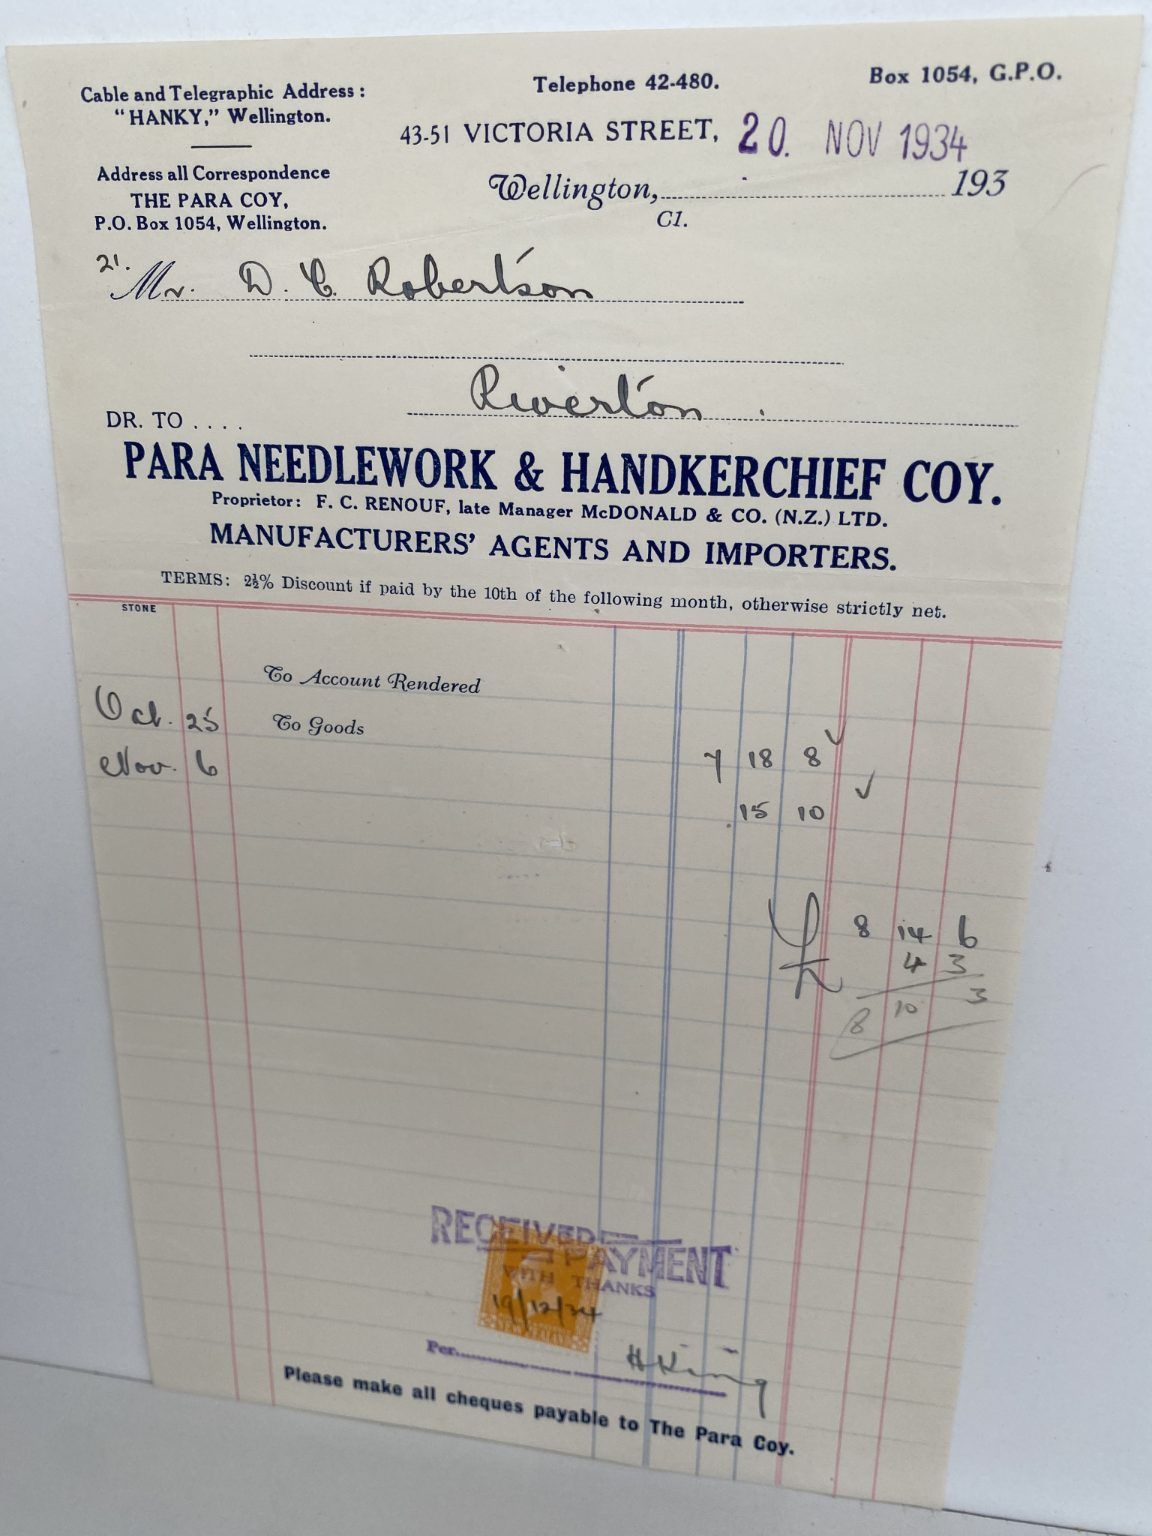 Cable and Telegraphic Address :
"HANKY," Wellington.
Address all Correspondence
THE PARA COY,
P.O. Box 1054, Wellington.
Telephone 42-480.
Box 1054, G.P.O.
43-51 VICTORIA STREET, 20. NOV 1934
Wellington, 193
C1.
21.
Mr. D. C. Robertson
Riverton.
DR. TO ....
PARA NEEDLEWORK & HANDKERCHIEF COY.
Proprietor: F. C. RENOUF, late Manager McDONALD & CO. (N.Z.) LTD.
MANUFACTURERS' AGENTS AND IMPORTERS.
TERMS: 2½% Discount if paid by the 10th of the following month, otherwise strictly net.
STONE
To Account Rendered
Oct. 25 To Goods
7 18 8 ✓
Nov. 6
15 10 ✓
£ 8 14 6
4 3
8 10 3
RECEIVED
PAYMENT
WITH THANKS
19/12/34
Per H King
Please make all cheques payable to The Para Coy.